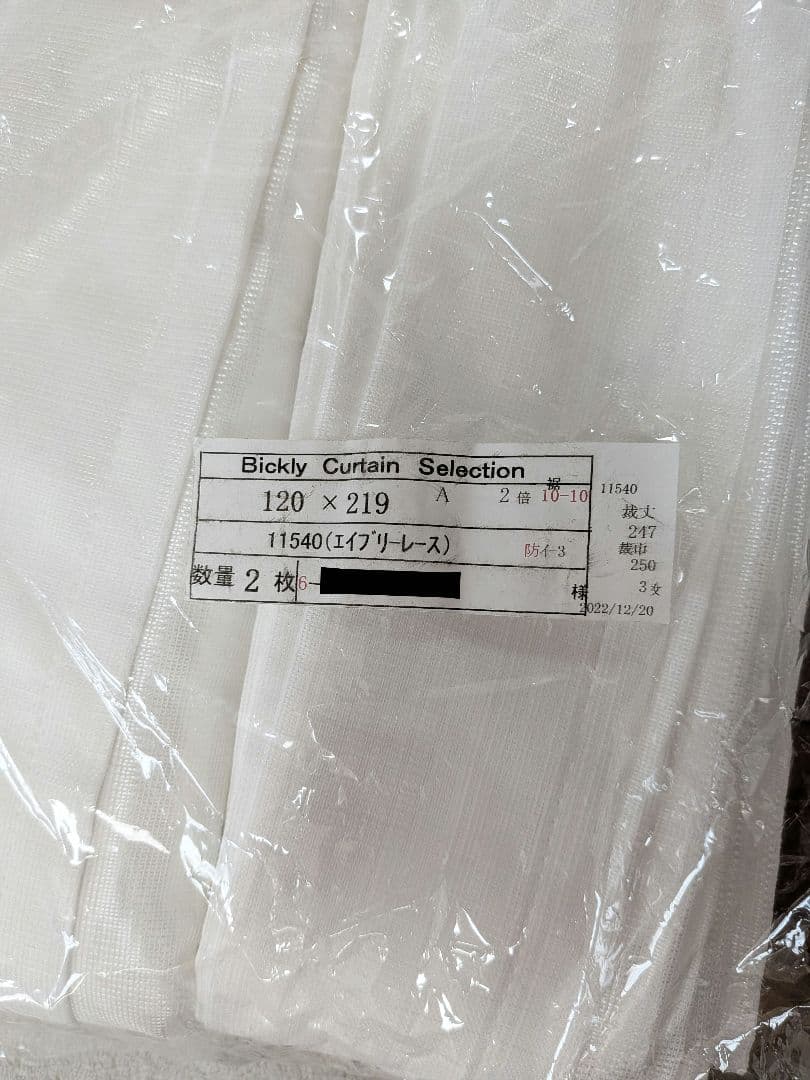 Bickly Curtain Selection
120 × 219 A 2倍 裾 10-10
11540(ｴｲﾌﾞﾘｰﾚｰｽ) 防ｲ-3
数量 2 枚 6- 様
11540
裁丈
247
裁巾
250
3
2022/12/20